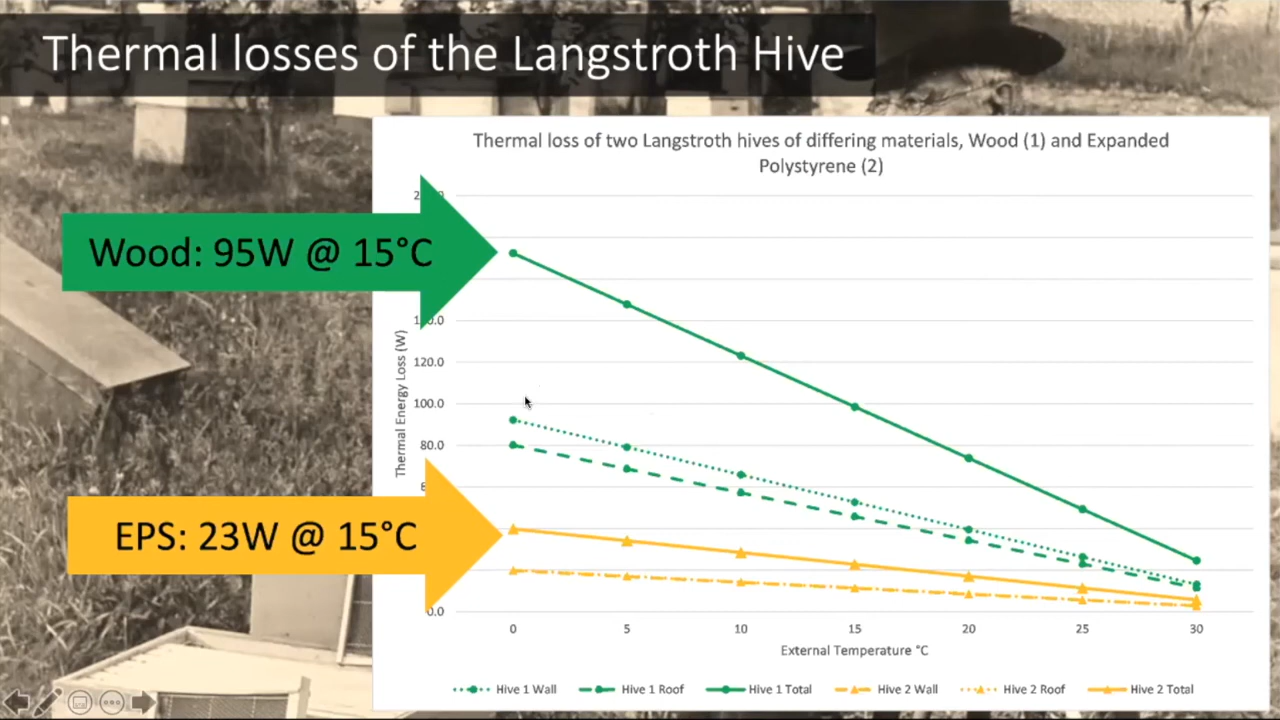 Thermal losses of the Langstroth Hive
Thermal loss of two Langstroth hives of differing materials, Wood (1) and Expanded
Polystyrene (2)
Wood: 95W @ 15°C
120.0
100.0
80.0
Thermal Energy Loss (W)
EPS: 23W @ 15°C
0 5 10 15 20 25 30
External Temperature °C
Hive 1 Wall Hive 1 Roof Hive 1 Total Hive 2 Wall Hive 2 Roof Hive 2 Total